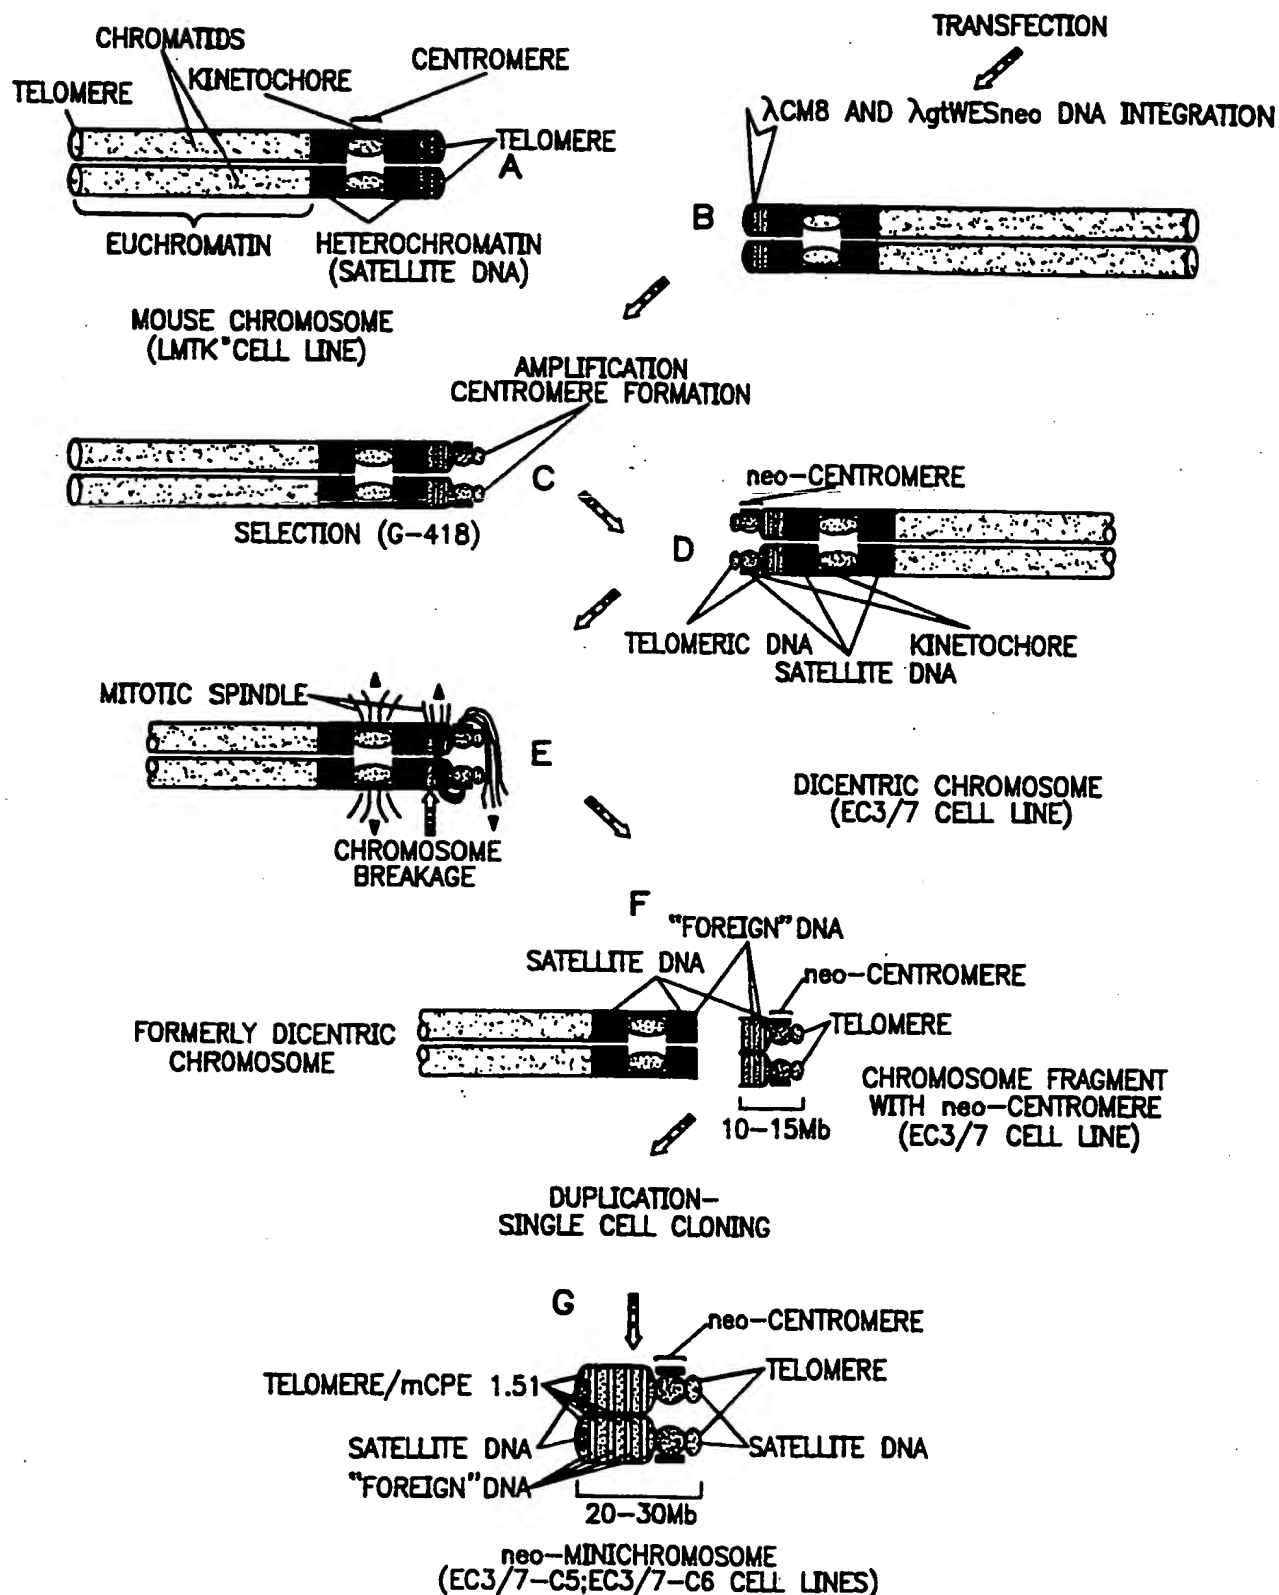 CHROMATIDS
KINETOCHORE
CENTROMERE
TELOMERE
TELOMERE
A
EUCHROMATIN
HETEROCHROMATIN
(SATELLITE DNA)
MOUSE CHROMOSOME
(LMTK⁻ CELL LINE)
TRANSFECTION
λCM8 AND λgtWESneo DNA INTEGRATION
B
AMPLIFICATION
CENTROMERE FORMATION
C
SELECTION (G-418)
neo-CENTROMERE
D
TELOMERIC DNA
KINETOCHORE
SATELLITE DNA
DICENTRIC CHROMOSOME
(EC3/7 CELL LINE)
MITOTIC SPINDLE
E
CHROMOSOME
BREAKAGE
F
"FOREIGN" DNA
SATELLITE DNA
neo-CENTROMERE
FORMERLY DICENTRIC
CHROMOSOME
TELOMERE
CHROMOSOME FRAGMENT
WITH neo-CENTROMERE
(EC3/7 CELL LINE)
10-15Mb
DUPLICATION-
SINGLE CELL CLONING
G
neo-CENTROMERE
TELOMERE/mCPE 1.51
TELOMERE
SATELLITE DNA
SATELLITE DNA
"FOREIGN" DNA
20-30Mb
neo-MINICHROMOSOME
(EC3/7-C5;EC3/7-C6 CELL LINES)